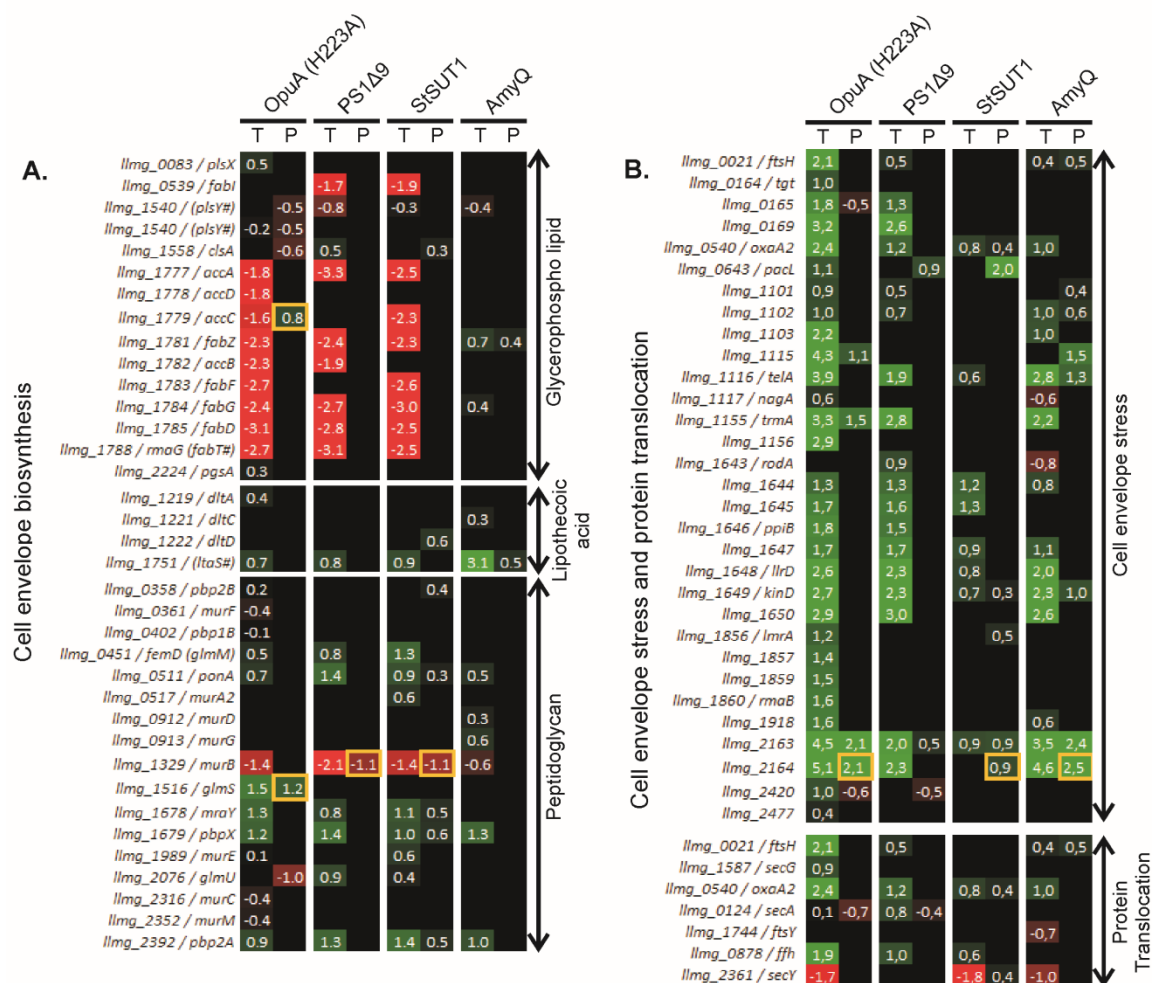 A.
OpuA (H223A) PS1Δ9 StSUT1 AmyQ
T P T P T P T P
Cell envelope biosynthesis
Glycerophospho lipid
llmg_0083 / plsX 0.5
llmg_0539 / fabI -1.7 -1.9
llmg_1540 / (plsY#) -0.5 -0.8 -0.3 -0.4
llmg_1540 / (plsY#) -0.2 -0.5
llmg_1558 / clsA -0.6 0.5 0.3
llmg_1777 / accA -1.8 -3.3 -2.5
llmg_1778 / accD -1.8
llmg_1779 / accC -1.6 0.8 -2.3
llmg_1781 / fabZ -2.3 -2.4 -2.3 0.7 0.4
llmg_1782 / accB -2.3 -1.9
llmg_1783 / fabF -2.7 -2.6
llmg_1784 / fabG -2.4 -2.7 -3.0 0.4
llmg_1785 / fabD -3.1 -2.8 -2.5
llmg_1788 / rmaG (fabT#) -2.7 -3.1 -2.5
llmg_2224 / pgsA 0.3
Lipothecoic acid
llmg_1219 / dltA 0.4
llmg_1221 / dltC 0.3
llmg_1222 / dltD 0.6
llmg_1751 / (ltaS#) 0.7 0.8 0.9 3.1 0.5
Peptidoglycan
llmg_0358 / pbp2B 0.2 0.4
llmg_0361 / murF -0.4
llmg_0402 / pbp1B -0.1
llmg_0451 / femD (glmM) 0.5 0.8 1.3
llmg_0511 / ponA 0.7 1.4 0.9 0.3 0.5
llmg_0517 / murA2 0.6
llmg_0912 / murD 0.3
llmg_0913 / murG 0.6
llmg_1329 / murB -1.4 -2.1 -1.1 -1.4 -1.1 -0.6
llmg_1516 / glmS 1.5 1.2
llmg_1678 / mraY 1.3 0.8 1.1 0.5
llmg_1679 / pbpX 1.2 1.4 1.0 0.6 1.3
llmg_1989 / murE 0.1 0.6
llmg_2076 / glmU -1.0 0.9 0.4
llmg_2316 / murC -0.4
llmg_2352 / murM -0.4
llmg_2392 / pbp2A 0.9 1.3 1.4 0.5 1.0
B.
OpuA (H223A) PS1Δ9 StSUT1 AmyQ
T P T P T P T P
Cell envelope stress and protein translocation
Cell envelope stress
llmg_0021 / ftsH 2,1 0,5 0,4 0,5
llmg_0164 / tgt 1,0
llmg_0165 1,8 -0,5 1,3
llmg_0169 3,2 2,6
llmg_0540 / oxaA2 2,4 1,2 0,8 0,4 1,0
llmg_0643 / pacL 1,1 0,9 2,0
llmg_1101 0,9 0,5 0,4
llmg_1102 1,0 0,7 1,0 0,6
llmg_1103 2,2 1,0
llmg_1115 4,3 1,1 1,5
llmg_1116 / telA 3,9 1,9 0,6 2,8 1,3
llmg_1117 / nagA 0,6 -0,6
llmg_1155 / trmA 3,3 1,5 2,8 2,2
llmg_1156 2,9
llmg_1643 / rodA 0,9 -0,8
llmg_1644 1,3 1,3 1,2 0,8
llmg_1645 1,7 1,6 1,3
llmg_1646 / ppiB 1,8 1,5
llmg_1647 1,7 1,7 0,9 1,1
llmg_1648 / llrD 2,6 2,3 0,8 2,0
llmg_1649 / kinD 2,7 2,3 0,7 0,3 2,3 1,0
llmg_1650 2,9 3,0 2,6
llmg_1856 / lmrA 1,2 0,5
llmg_1857 1,4
llmg_1859 1,5
llmg_1860 / rmaB 1,6
llmg_1918 1,6 0,6
llmg_2163 4,5 2,1 2,0 0,5 0,9 0,9 3,5 2,4
llmg_2164 5,1 2,1 2,3 0,9 4,6 2,5
llmg_2420 1,0 -0,6 -0,5
llmg_2477 0,4
Protein Translocation
llmg_0021 / ftsH 2,1 0,5 0,4 0,5
llmg_1587 / secG 0,9
llmg_0540 / oxaA2 2,4 1,2 0,8 0,4 1,0
llmg_0124 / secA 0,1 -0,7 0,8 -0,4
llmg_1744 / ftsY -0,7
llmg_0878 / ffh 1,9 1,0 0,6
llmg_2361 / secY -1,7 -1,8 0,4 -1,0